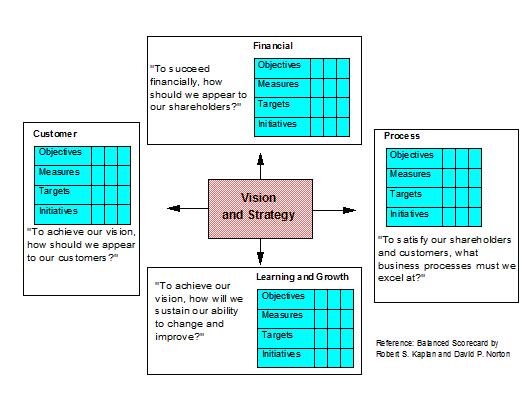 Financial
"To succeed
financially, how
should we appear to
our shareholders?"
Objectives
Measures
Targets
Initiatives
Customer
Objectives
Measures
Targets
Initiatives
"To achieve our vision,
how should we appear
to our customers?"
Vision
and Strategy
Process
Objectives
Measures
Targets
Initiatives
"To satisfy our shareholders
and customers, what
business processes must we
excel at?"
Learning and Growth
"To achieve our
vision, how will we
sustain our ability
to change and
improve?"
Objectives
Measures
Targets
Initiatives
Reference: Balanced Scorecard by
Robert S. Kaplan and David P. Norton